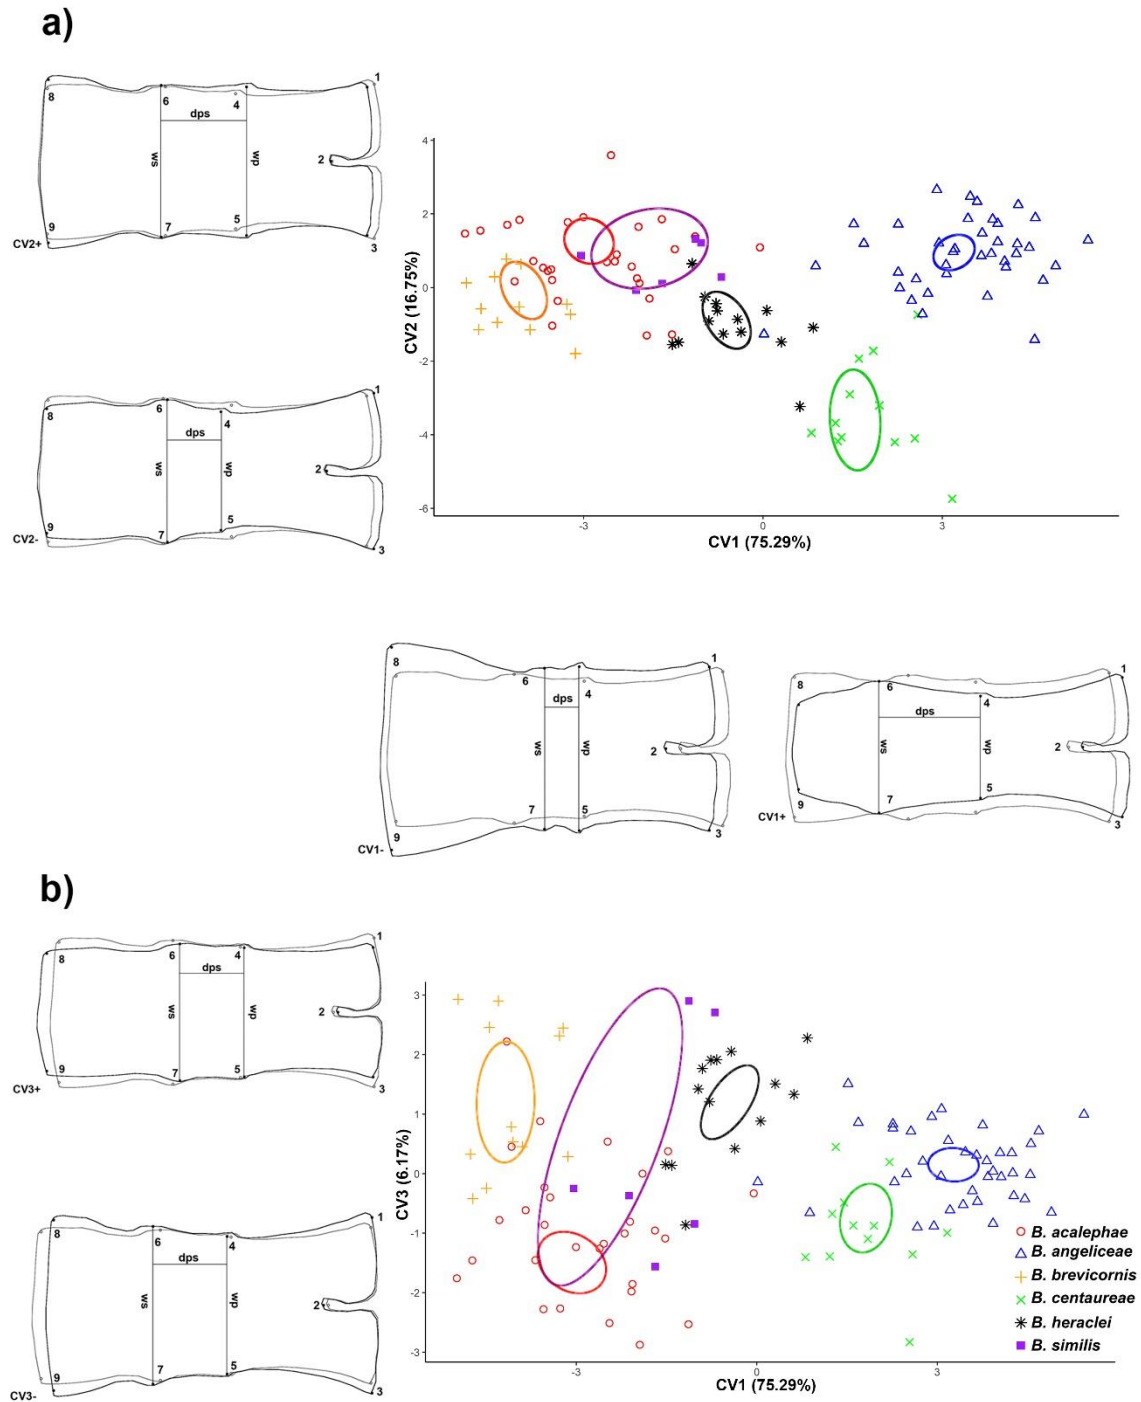 a)
1
8
6
4
dps
ws
wp
2
9
7
5
3
CV2+
1
8
6
4
dps
ws
wp
2
9
7
5
3
CV2-
4
2
0
-2
-4
-6
CV2 (16.75%)
-3
0
3
CV1 (75.29%)
8
6
4
1
dps
ws
wp
2
7
5
9
3
CV1-
8
6
4
1
dps
ws
wp
2
9
7
5
3
CV1+
b)
1
8
6
4
dps
ws
wp
2
9
7
5
3
CV3+
1
8
6
4
dps
ws
wp
2
9
7
5
3
CV3-
3
2
1
0
-1
-2
-3
CV3 (6.17%)
-3
0
3
CV1 (75.29%)
B. acalephae
B. angeliceae
B. brevicornis
B. centaureae
B. heraclei
B. similis